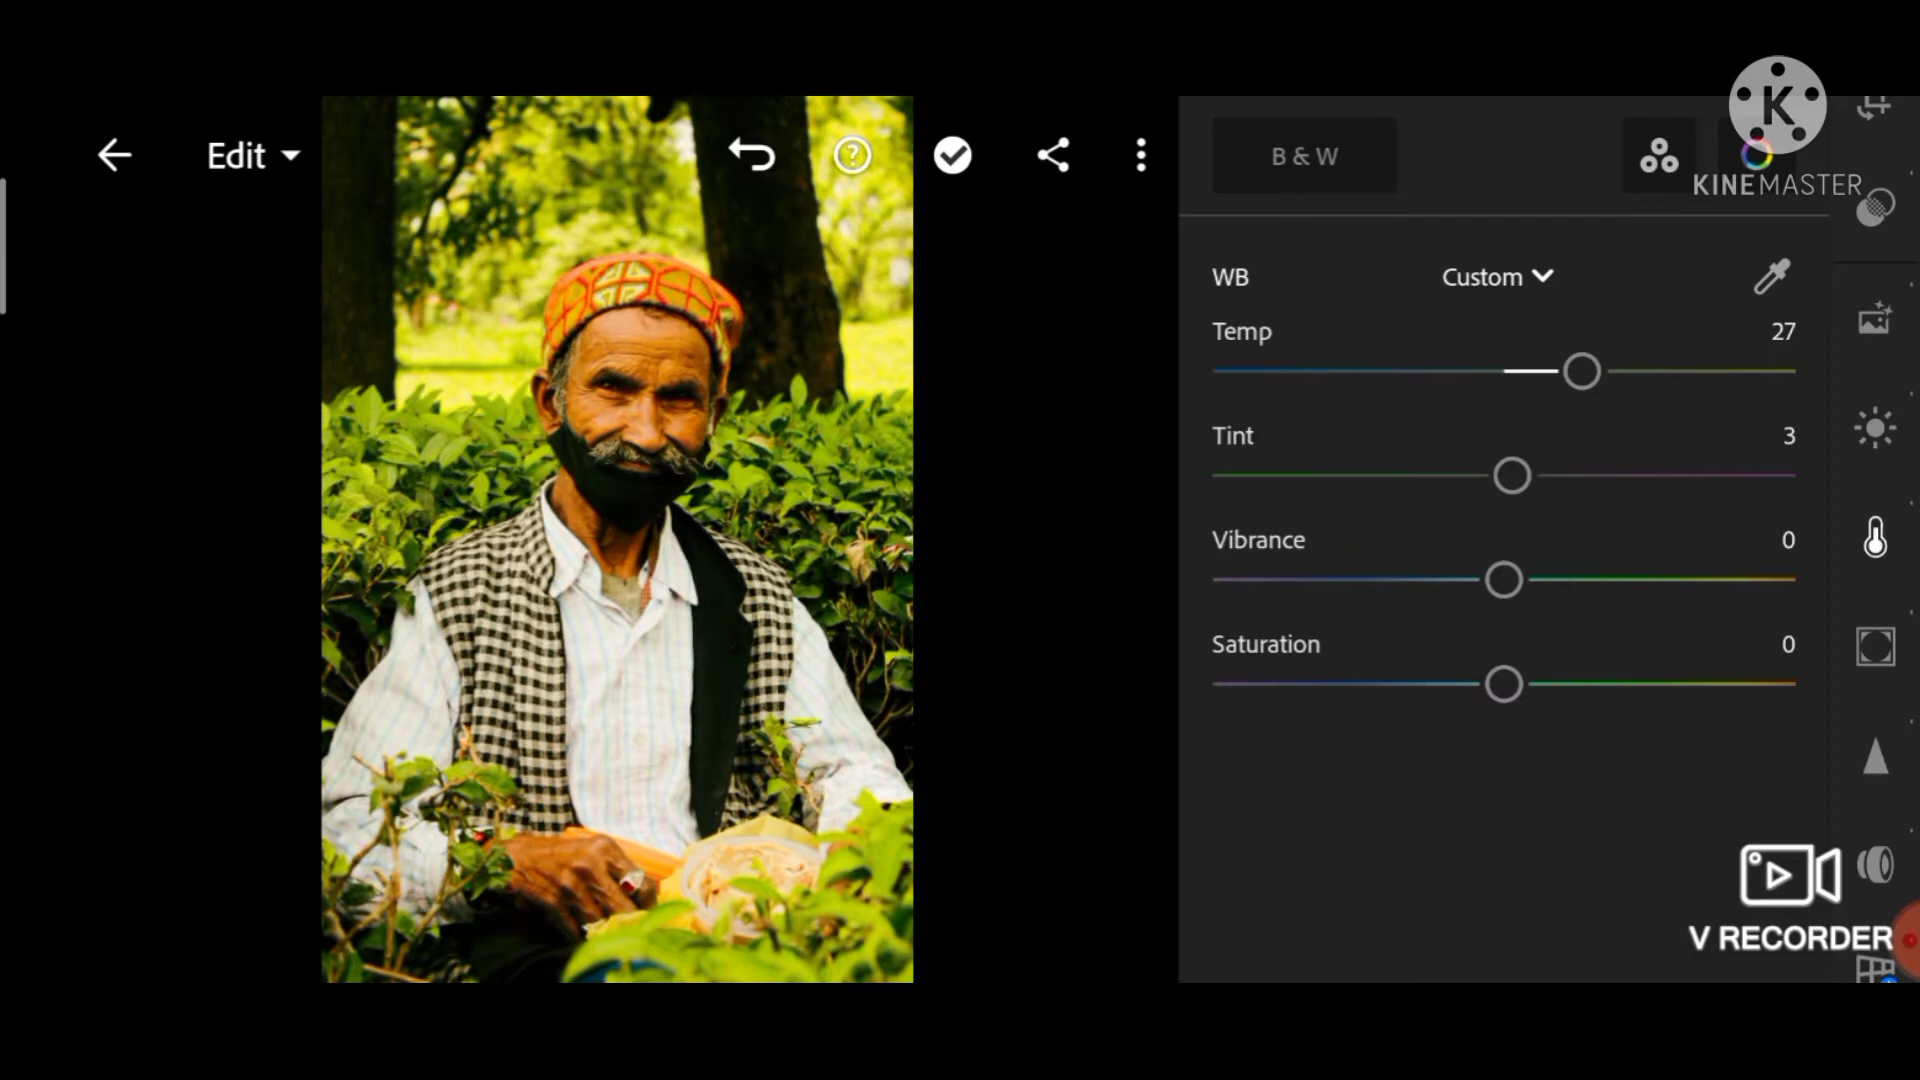 Edit
B & W
KINEMASTER
WB
Custom
Temp
27
Tint
3
Vibrance
0
Saturation
0
V RECORDER